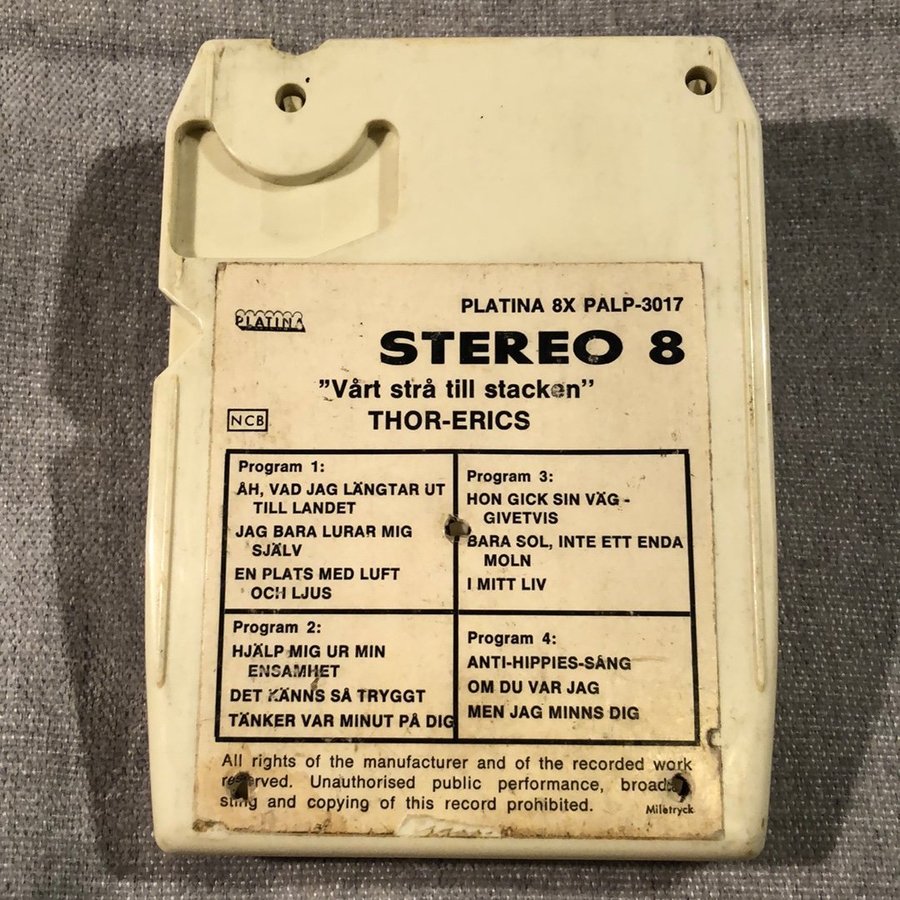 PLATINA
PLATINA 8X PALP-3017
STEREO 8
”Vårt strå till stacken”
NCB
THOR-ERICS
Program 1:
ÅH, VAD JAG LÄNGTAR UT
TILL LANDET
JAG BARA LURAR MIG
SJÄLV
EN PLATS MED LUFT
OCH LJUS
Program 2:
HJÄLP MIG UR MIN
ENSAMHET
DET KÄNNS SÅ TRYGGT
TÄNKER VAR MINUT PÅ DIG
Program 3:
HON GICK SIN VÄG -
GIVETVIS
BARA SOL, INTE ETT ENDA
MOLN
I MITT LIV
Program 4:
ANTI-HIPPIES-SÅNG
OM DU VAR JAG
MEN JAG MINNS DIG
All rights of the manufacturer and of the recorded work
reserved. Unauthorised public performance, broadca-
sting and copying of this record prohibited.
Miletryck